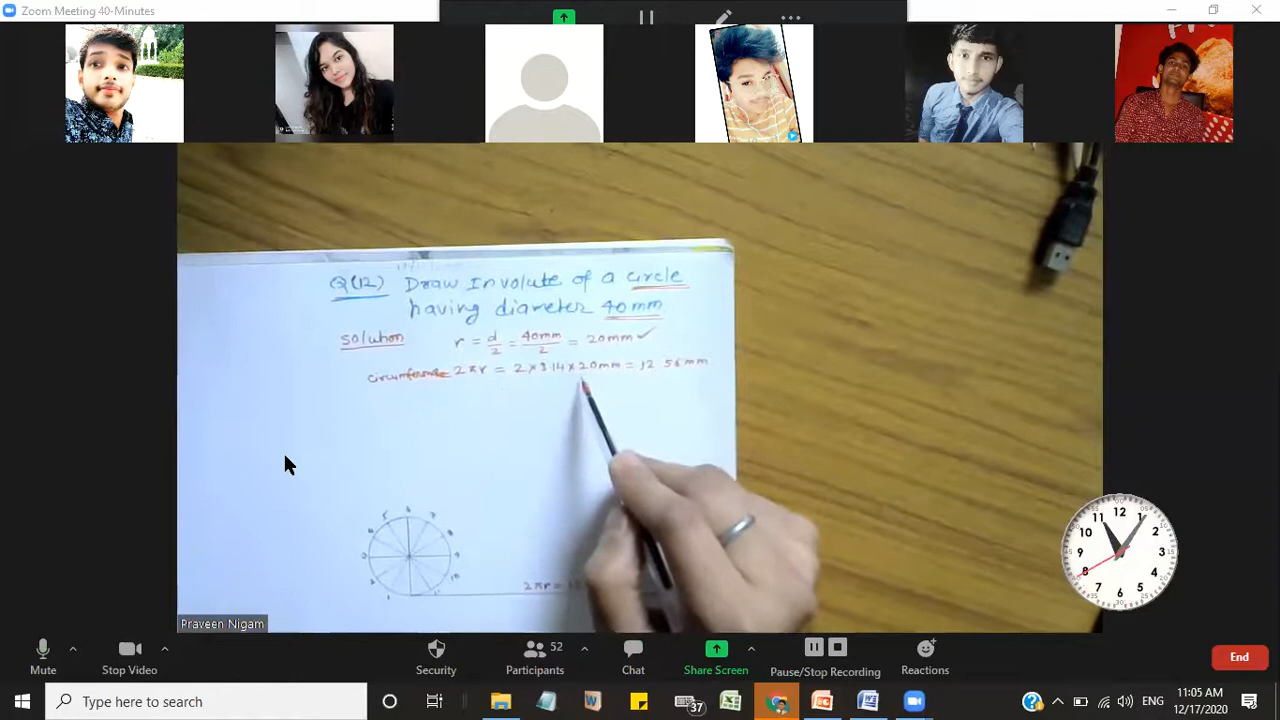 Zoom Meeting 40-Minutes
Q(12) Draw Involute of a circle
having diameter 40mm
solution r = d/2 = 40mm/2 = 20mm ✓
2πr = 2×3.14×20mm = 12 56mm
2πr =
Praveen Nigam
Mute
Stop Video
Security
52
Participants
Chat
Share Screen
Pause/Stop Recording
Reactions
End
12 1 2 3 4 5 6 7 8 9 10 11
Type here to search
37
ENG
11:05 AM
12/17/2020